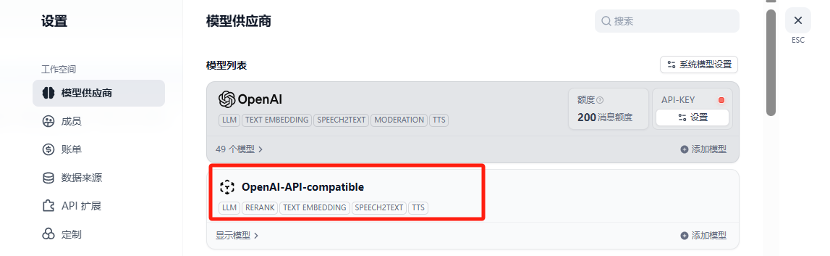 设置
模型供应商
搜索
ESC
工作空间
模型供应商
成员
账单
数据来源
API 扩展
定制
模型列表
系统模型设置
OpenAI
LLM TEXT EMBEDDING SPEECH2TEXT MODERATION TTS
额度
200 消息额度
API-KEY
设置
49 个模型
添加模型
OpenAI-API-compatible
LLM RERANK TEXT EMBEDDING SPEECH2TEXT TTS
显示模型
添加模型